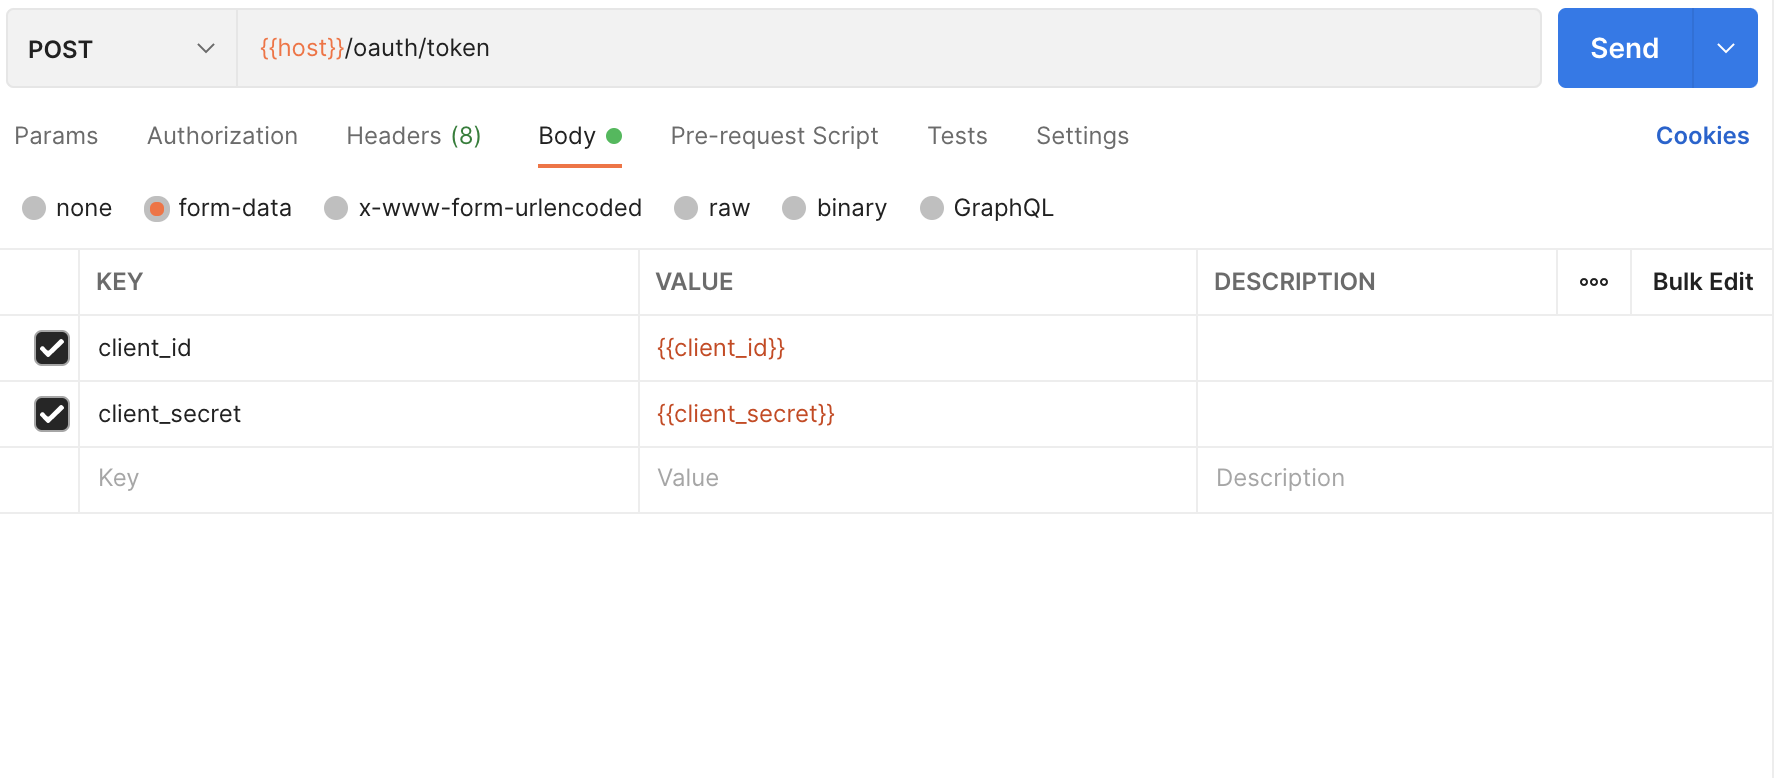 POST {{host}}/oauth/token Send
Params Authorization Headers (8) Body Pre-request Script Tests Settings Cookies
none form-data x-www-form-urlencoded raw binary GraphQL
KEY VALUE DESCRIPTION Bulk Edit
client_id {{client_id}}
client_secret {{client_secret}}
Key Value Description